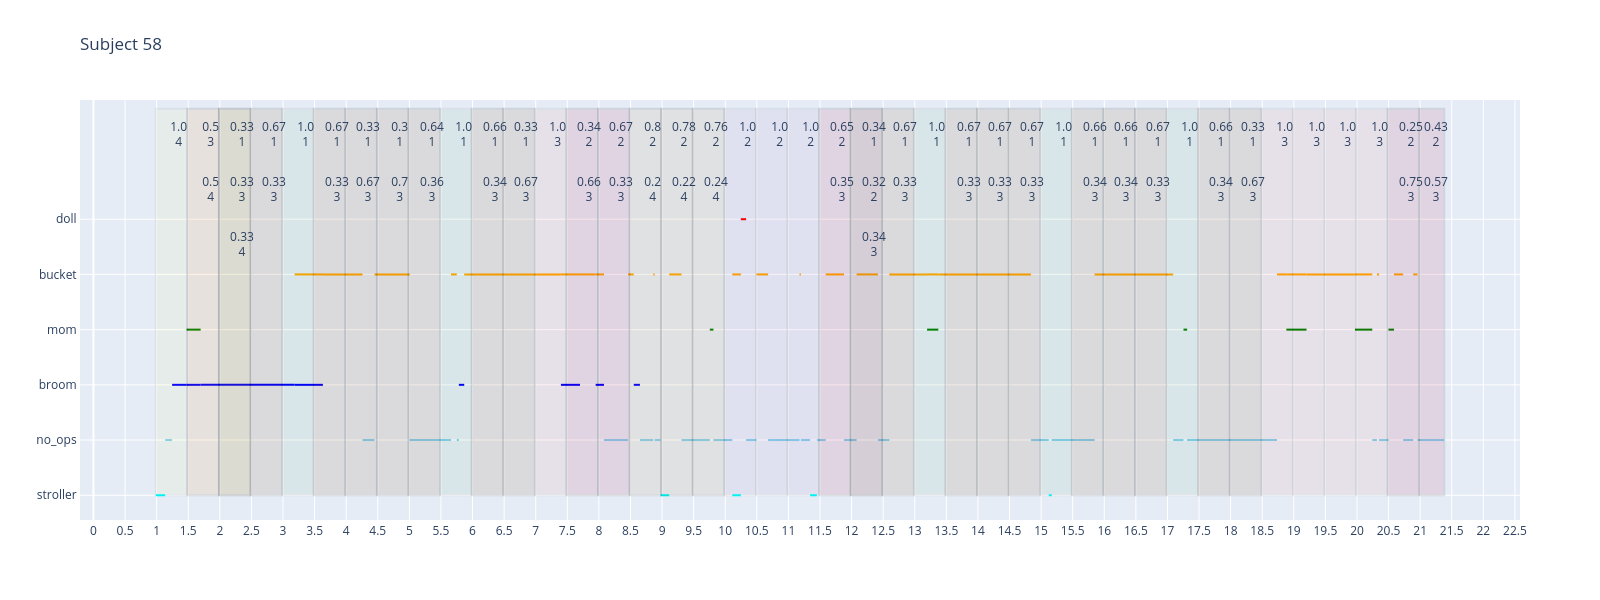 Subject 58
1.0 0.5 0.33 0.67 1.0 0.67 0.33 0.3 0.64 1.0 0.66 0.33 1.0 0.34 0.67 0.8 0.78 0.76 1.0 1.0 1.0 0.65 0.34 0.67 1.0 0.67 0.67 0.67 1.0 0.66 0.66 0.67 1.0 0.66 0.33 1.0 1.0 1.0 1.0 0.25 0.43
4 3 1 1 1 1 1 1 1 1 1 1 3 2 2 2 2 2 2 2 2 2 1 1 1 1 1 1 1 1 1 1 1 1 1 3 3 3 3 2 2
0.5 0.33 0.33 0.33 0.67 0.7 0.36 0.34 0.67 0.66 0.33 0.2 0.22 0.24 0.35 0.32 0.33 0.33 0.33 0.33 0.34 0.34 0.33 0.34 0.67 0.75 0.57
4 3 3 3 3 3 3 3 3 3 3 4 4 4 3 2 3 3 3 3 3 3 3 3 3 3 3
doll
0.33 0.34
4 3
bucket
mom
broom
no_ops
stroller
0 0.5 1 1.5 2 2.5 3 3.5 4 4.5 5 5.5 6 6.5 7 7.5 8 8.5 9 9.5 10 10.5 11 11.5 12 12.5 13 13.5 14 14.5 15 15.5 16 16.5 17 17.5 18 18.5 19 19.5 20 20.5 21 21.5 22 22.5